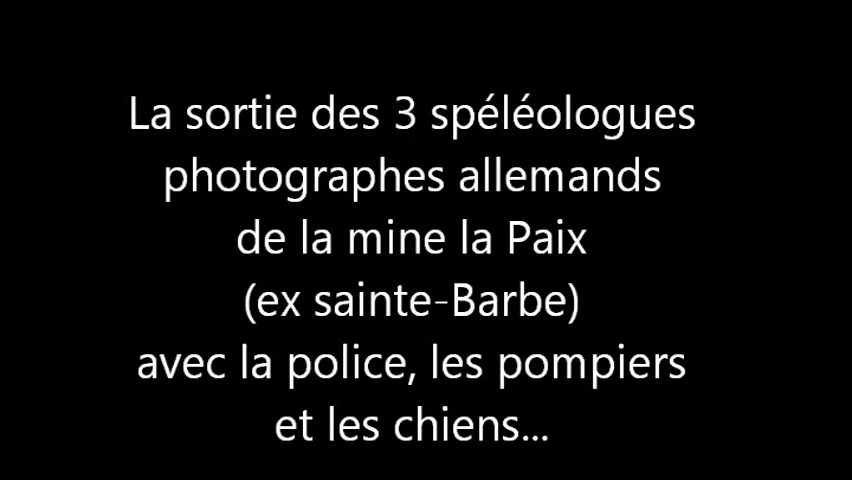 La sortie des 3 spéléologues
photographes allemands
de la mine la Paix
(ex sainte-Barbe)
avec la police, les pompiers
et les chiens...